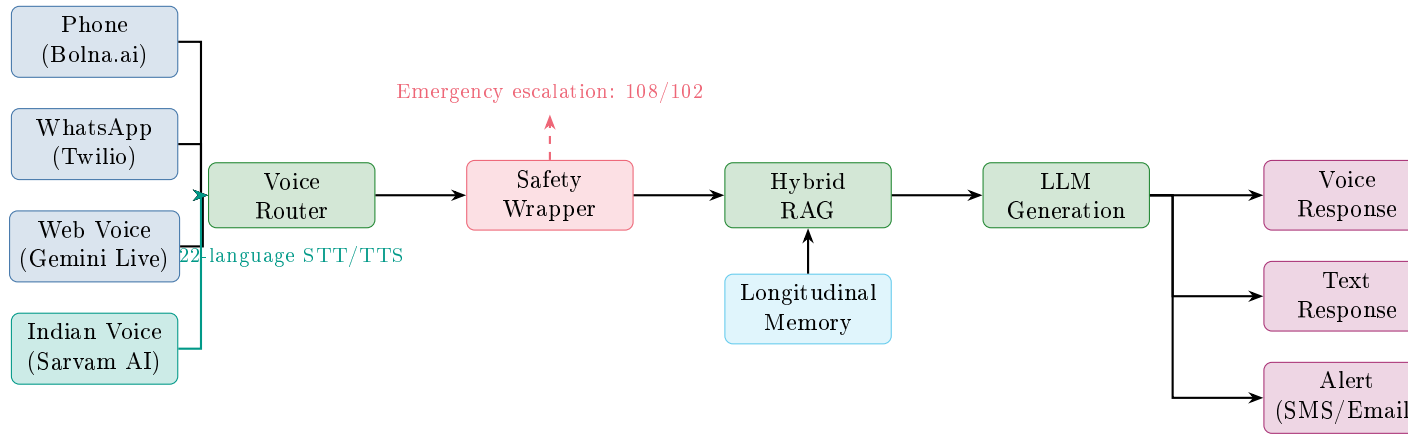 Phone
(Bolna.ai)
WhatsApp
(Twilio)
Web Voice
(Gemini Live)
Indian Voice
(Sarvam AI)
22-language STT/TTS
Voice
Router
Emergency escalation: 108/102
Safety
Wrapper
Hybrid
RAG
Longitudinal
Memory
LLM
Generation
Voice
Response
Text
Response
Alert
(SMS/Email